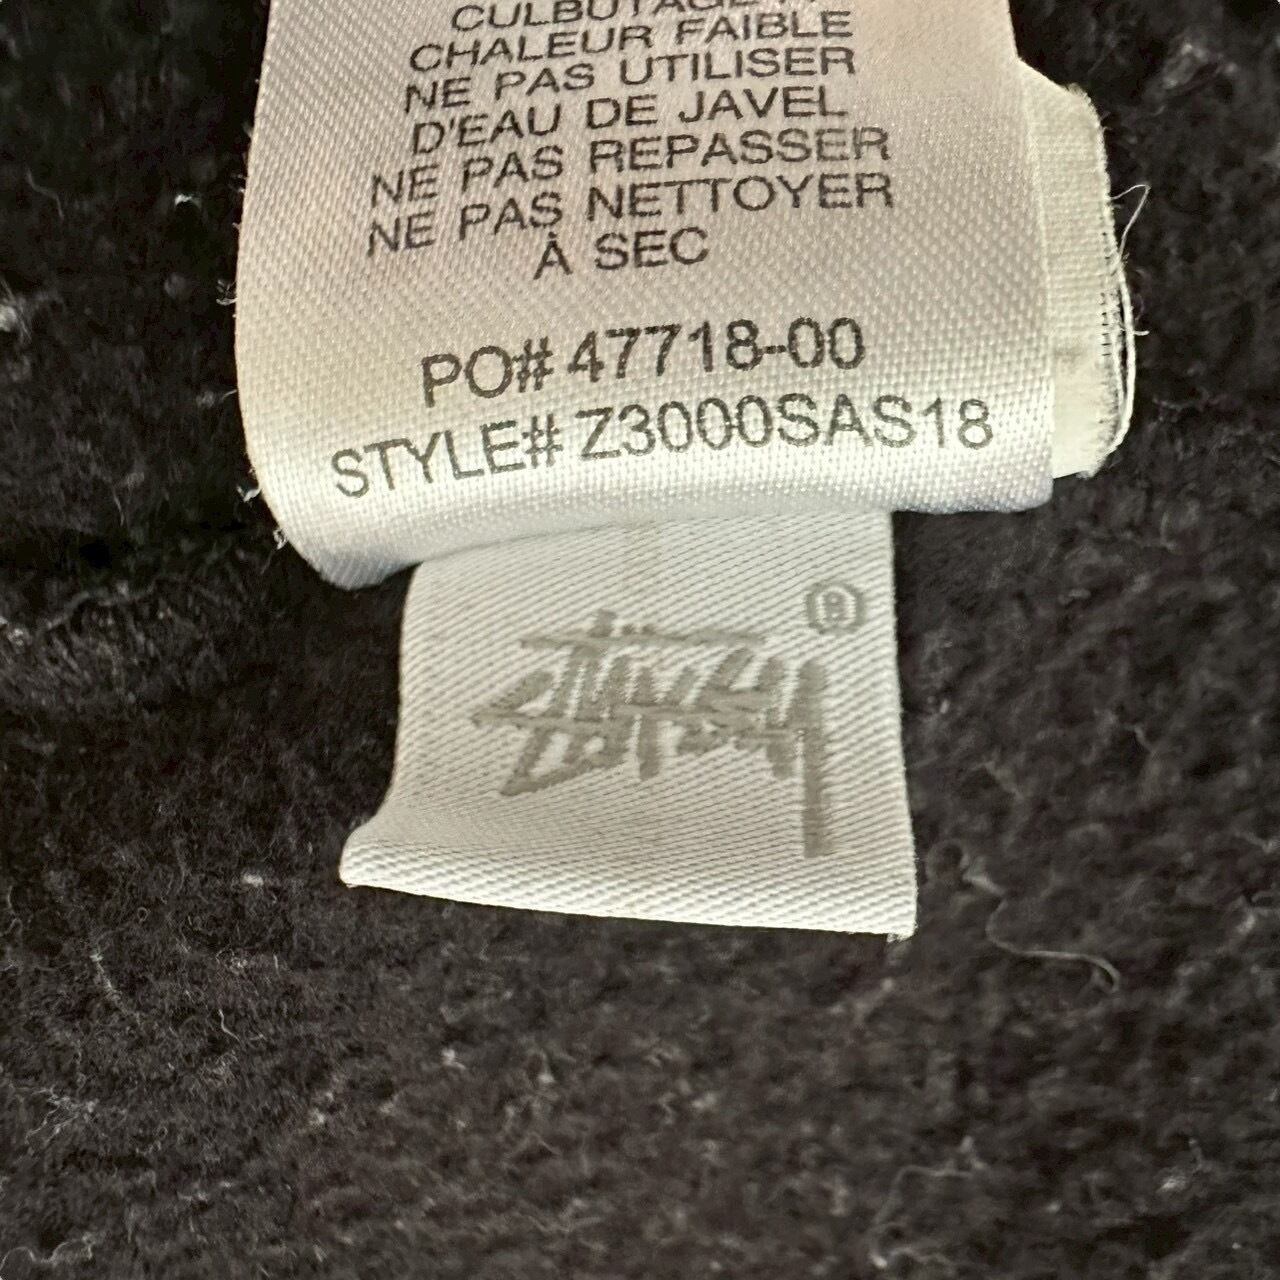 CULBUTAGE À
CHALEUR FAIBLE
NE PAS UTILISER
D'EAU DE JAVEL
NE PAS REPASSER
NE PAS NETTOYER
À SEC
PO# 47718-00
STYLE# Z3000SAS18
®
Stüssy